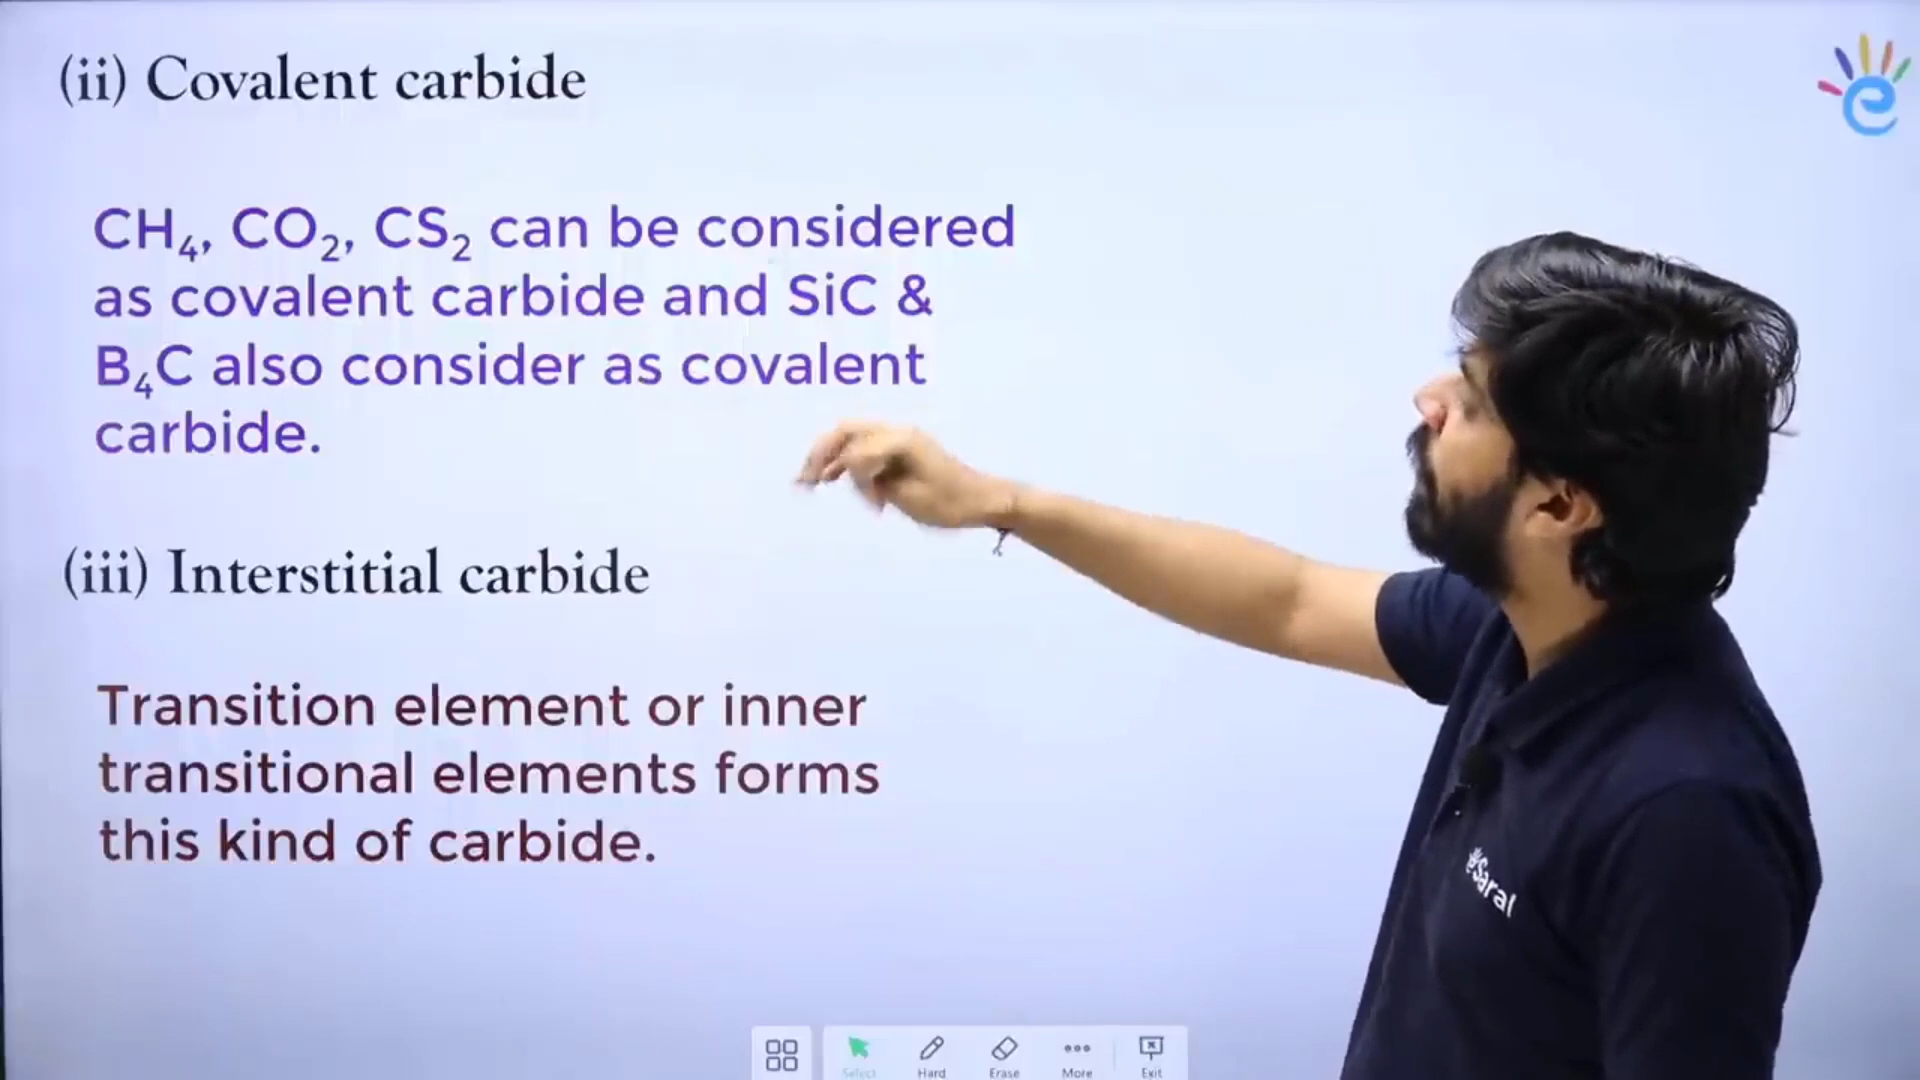 (ii) Covalent carbide
CH₄, CO₂, CS₂ can be considered
as covalent carbide and SiC &
B₄C also consider as covalent
carbide.
(iii) Interstitial carbide
Transition element or inner
transitional elements forms
this kind of carbide.
eSaral
Select Hard Erase More Exit